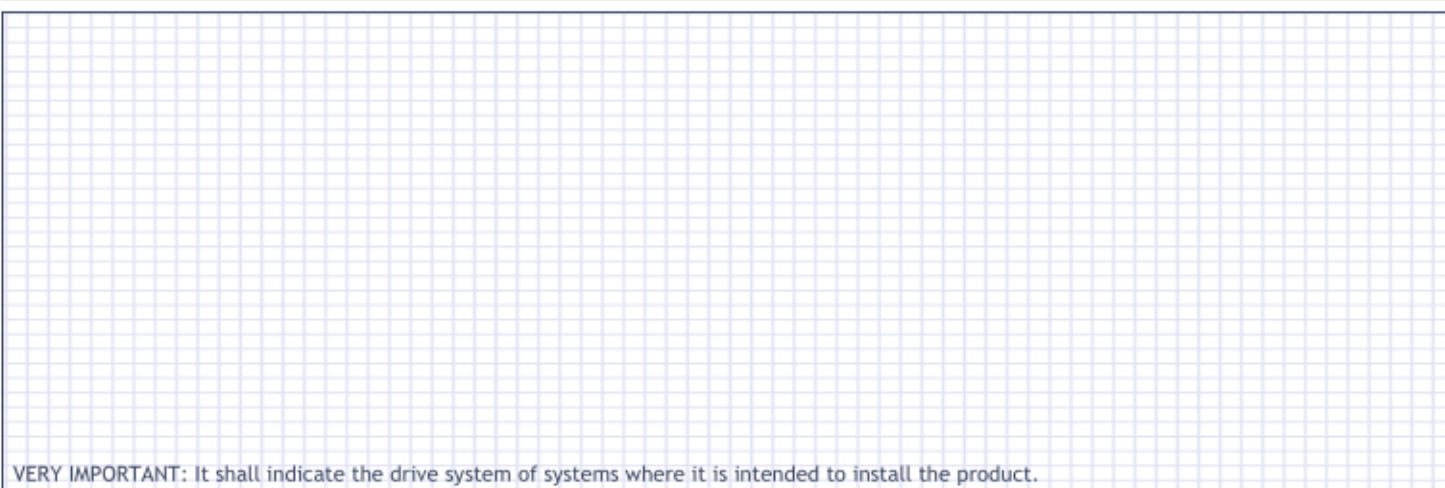 VERY IMPORTANT: It shall indicate the drive system of systems where it is intended to install the product.